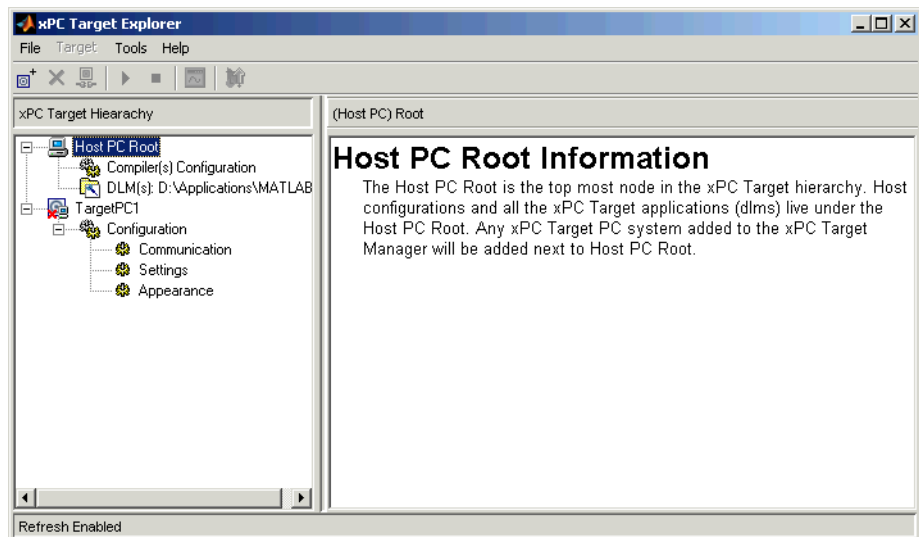 xPC Target Explorer
File Target Tools Help
xPC Target Hiearachy
(Host PC) Root
Host PC Root
Compiler(s) Configuration
DLM(s): D:\Applications\MATLAB
TargetPC1
Configuration
Communication
Settings
Appearance
Host PC Root Information
The Host PC Root is the top most node in the xPC Target hierarchy. Host
configurations and all the xPC Target applications (dlms) live under the
Host PC Root. Any xPC Target PC system added to the xPC Target
Manager will be added next to Host PC Root.
Refresh Enabled